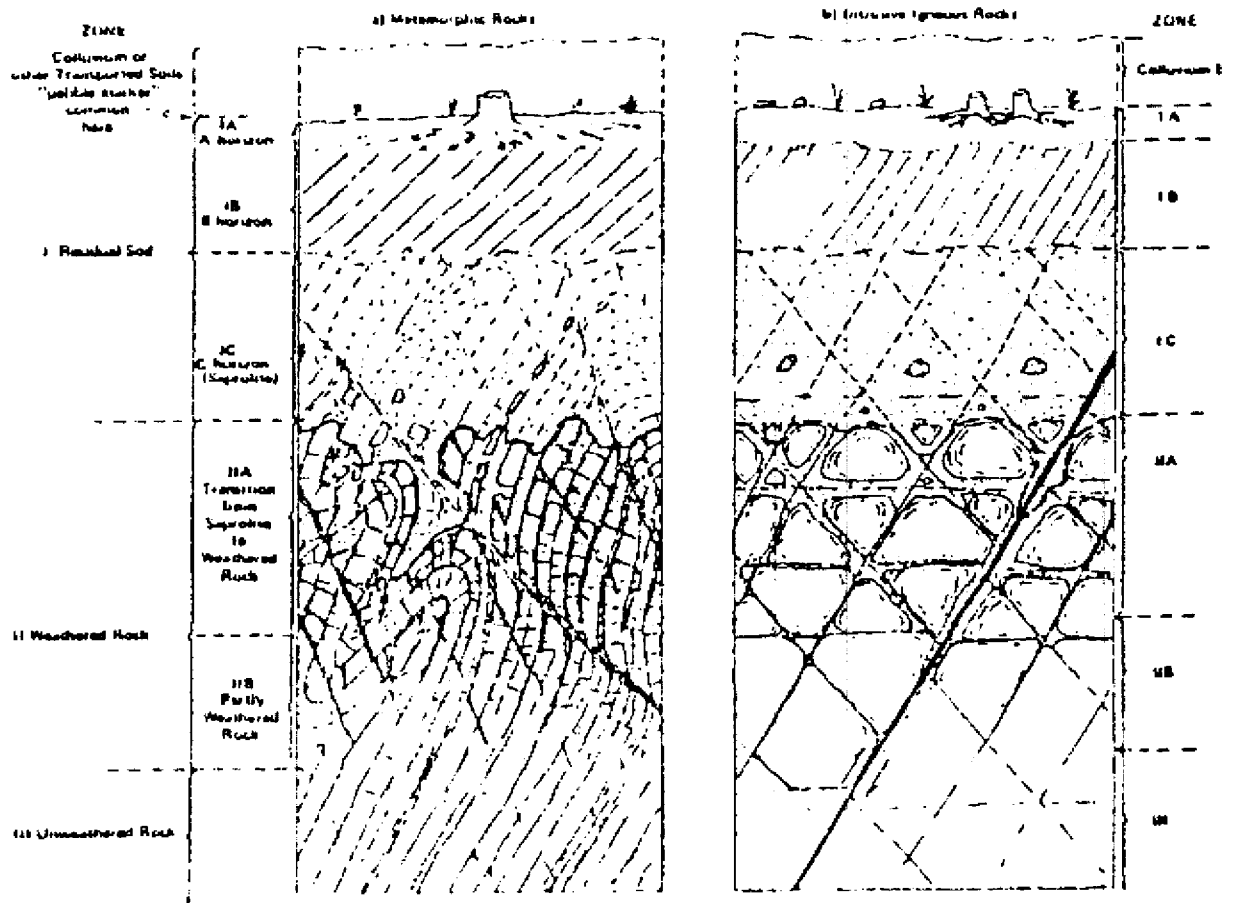 a) Metamorphic Rocks
b) Intrusive Igneous Rocks
ZONE
ZONE
Colluvium or
other Transported Soils
common
here
Colluvium
IA
A horizon
IA
IB
B horizon
IB
I Residual Soil
IC
C horizon
(Saprolite)
IC
IIA
Transition
from
Saprolite
to
Weathered
Rock
IIA
II Weathered Rock
IIB
Partly
Weathered
Rock
IIB
III Unweathered Rock
III